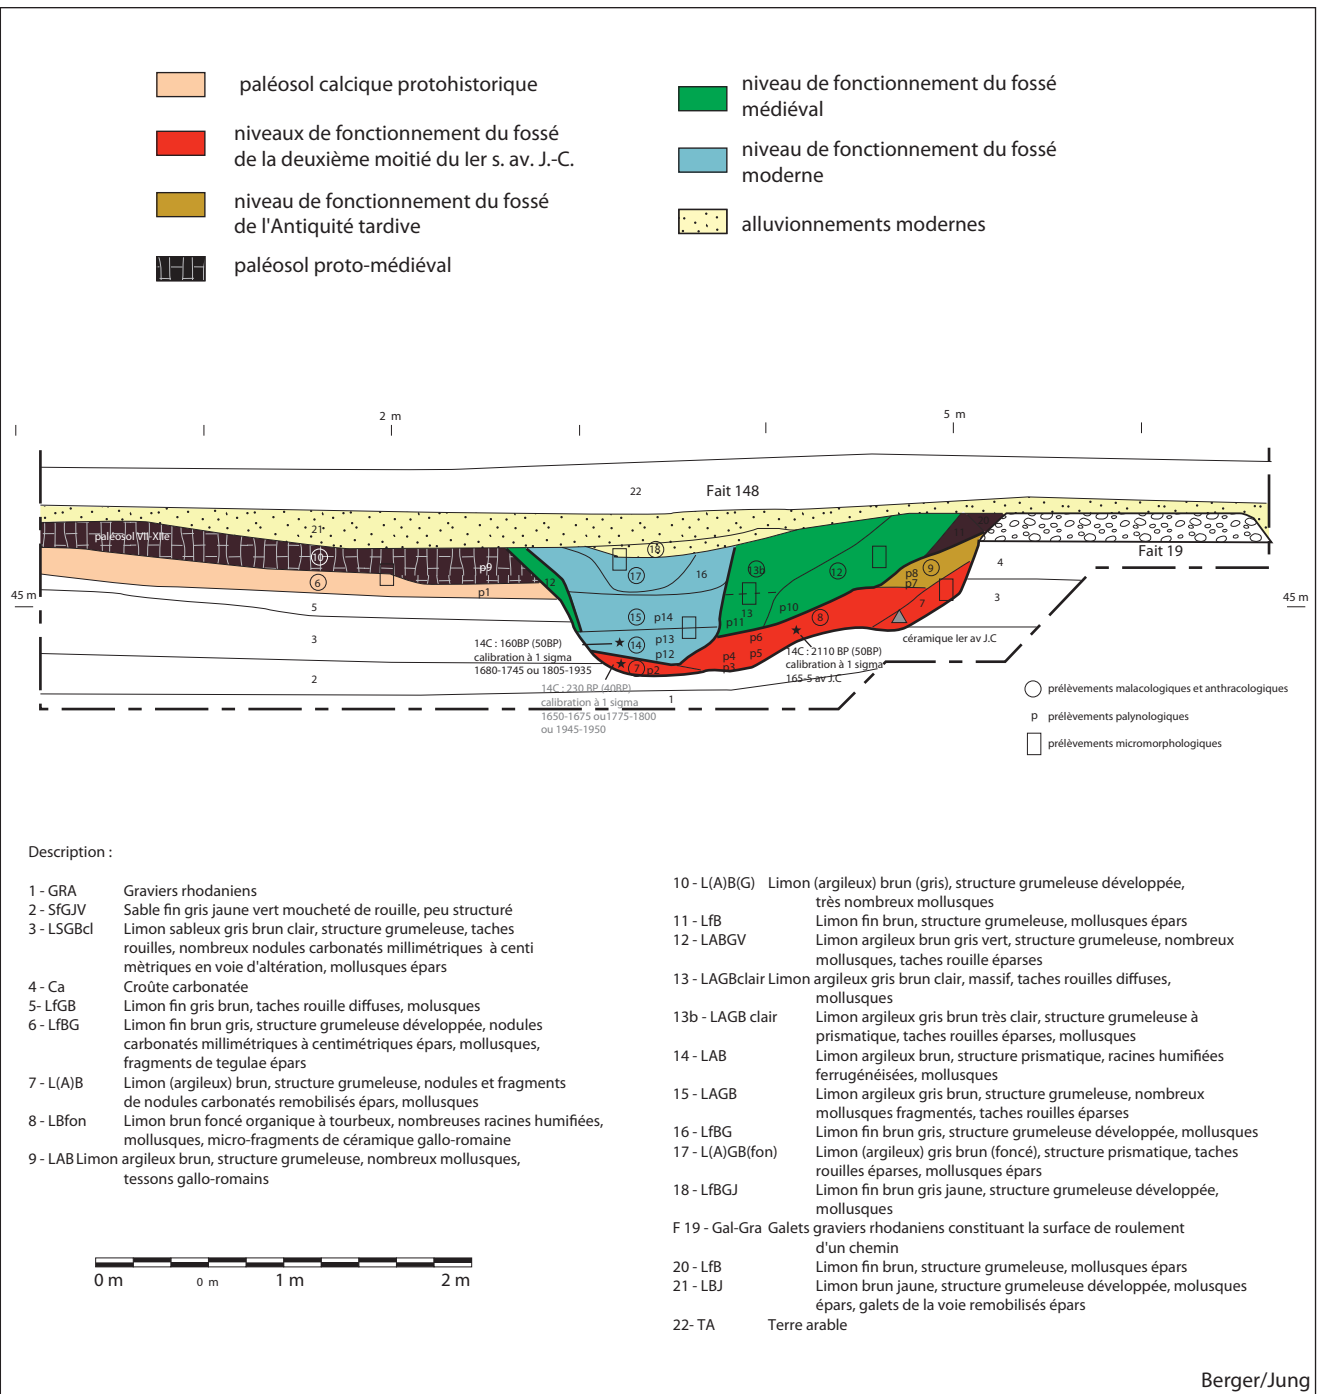 paléosol calcique protohistorique
niveaux de fonctionnement du fossé
de la deuxième moitié du Ier s. av. J.-C.
niveau de fonctionnement du fossé
de l'Antiquité tardive
paléosol proto-médiéval
niveau de fonctionnement du fossé
médiéval
niveau de fonctionnement du fossé
moderne
alluvionnements modernes
2 m
5 m
22
Fait 148
21
paléosol VII-XIIe
18
11
Fait 19
10
p9
6
12
17
16
13b
12
p8
p7
9
4
p1
45 m
5
15
p14
13
p11
p10
8
7
3
45 m
3
14
p13
p12
p6
p5
p4
p3
céramique Ier av J.C
14C : 160BP (50BP)
calibration à 1 sigma
1680-1745 ou 1805-1935
7
p2
14C : 2110 BP (50BP)
calibration à 1 sigma
165-5 av J.C
2
1
14C : 230 BP (40BP)
calibration à 1 sigma
1650-1675 ou1775-1800
ou 1945-1950
prélèvements malacologiques et anthracologiques
p prélèvements palynologiques
prélèvements micromorphologiques
Description :
1 - GRA Graviers rhodaniens
2 - SfGJV Sable fin gris jaune vert moucheté de rouille, peu structuré
3 - LSGBcl Limon sableux gris brun clair, structure grumeleuse, taches
rouilles, nombreux nodules carbonatés millimétriques à centi
mètriques en voie d'altération, mollusques épars
4 - Ca Croûte carbonatée
5- LfGB Limon fin gris brun, taches rouille diffuses, molusques
6 - LfBG Limon fin brun gris, structure grumeleuse développée, nodules
carbonatés millimétriques à centimétriques épars, mollusques,
fragments de tegulae épars
7 - L(A)B Limon (argileux) brun, structure grumeleuse, nodules et fragments
de nodules carbonatés remobilisés épars, mollusques
8 - LBfon Limon brun foncé organique à tourbeux, nombreuses racines humifiées,
mollusques, micro-fragments de céramique gallo-romaine
9 - LAB Limon argileux brun, structure grumeleuse, nombreux mollusques,
tessons gallo-romains
10 - L(A)B(G) Limon (argileux) brun (gris), structure grumeleuse développée,
très nombreux mollusques
11 - LfB Limon fin brun, structure grumeleuse, mollusques épars
12 - LABGV Limon argileux brun gris vert, structure grumeleuse, nombreux
mollusques, taches rouille éparses
13 - LAGBclair Limon argileux gris brun clair, massif, taches rouilles diffuses,
mollusques
13b - LAGB clair Limon argileux gris brun très clair, structure grumeleuse à
prismatique, taches rouilles éparses, mollusques
14 - LAB Limon argileux brun, structure prismatique, racines humifiées
ferrugénéisées, mollusques
15 - LAGB Limon argileux gris brun, structure grumeleuse, nombreux
mollusques fragmentés, taches rouilles éparses
16 - LfBG Limon fin brun gris, structure grumeleuse développée, mollusques
17 - L(A)GB(fon) Limon (argileux) gris brun (foncé), structure prismatique, taches
rouilles éparses, mollusques épars
18 - LfBGJ Limon fin brun gris jaune, structure grumeleuse développée,
mollusques
F 19 - Gal-Gra Galets graviers rhodaniens constituant la surface de roulement
d'un chemin
20 - LfB Limon fin brun, structure grumeleuse, mollusques épars
21 - LBJ Limon brun jaune, structure grumeleuse développée, molusques
épars, galets de la voie remobilisés épars
22- TA Terre arable
0 m 0 m 1 m 2 m
Berger/Jung